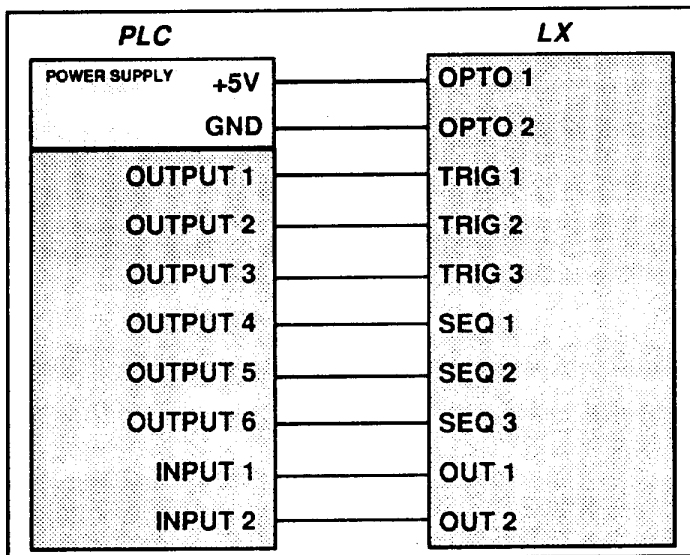 PLC LX
POWER SUPPLY +5V OPTO 1
GND OPTO 2
OUTPUT 1 TRIG 1
OUTPUT 2 TRIG 2
OUTPUT 3 TRIG 3
OUTPUT 4 SEQ 1
OUTPUT 5 SEQ 2
OUTPUT 6 SEQ 3
INPUT 1 OUT 1
INPUT 2 OUT 2